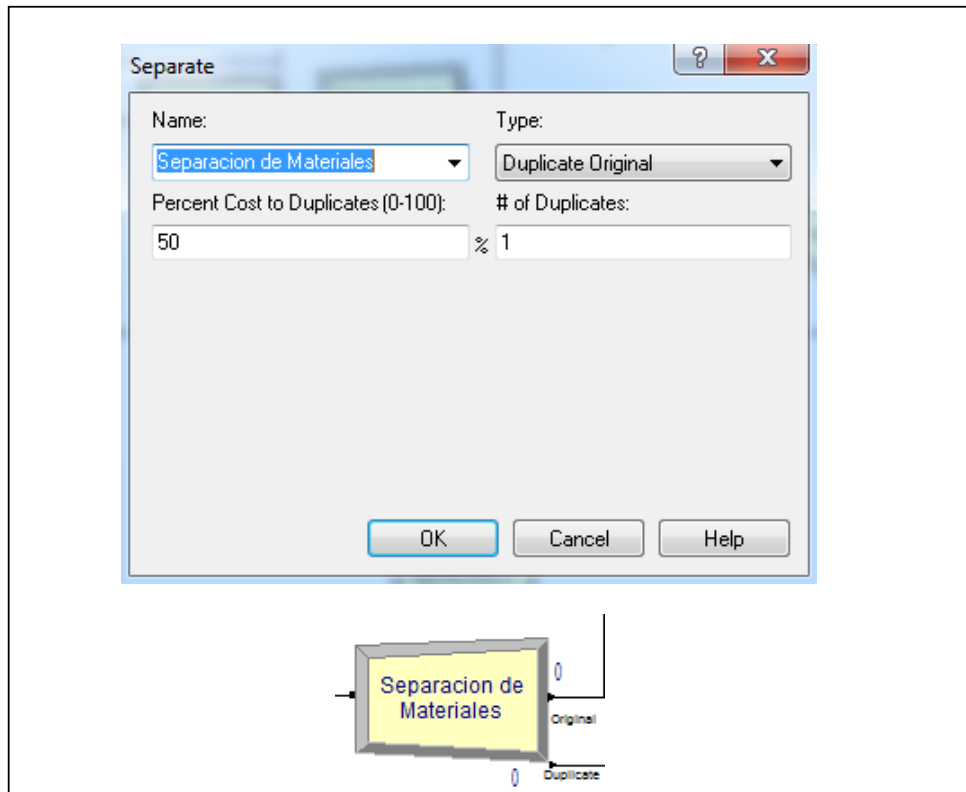 Separate
Name: Type:
Separacion de Materiales Duplicate Original
Percent Cost to Duplicates (0-100): # of Duplicates:
50 % 1
OK Cancel Help
Separacion de
Materiales
0
Original
0 Duplicate